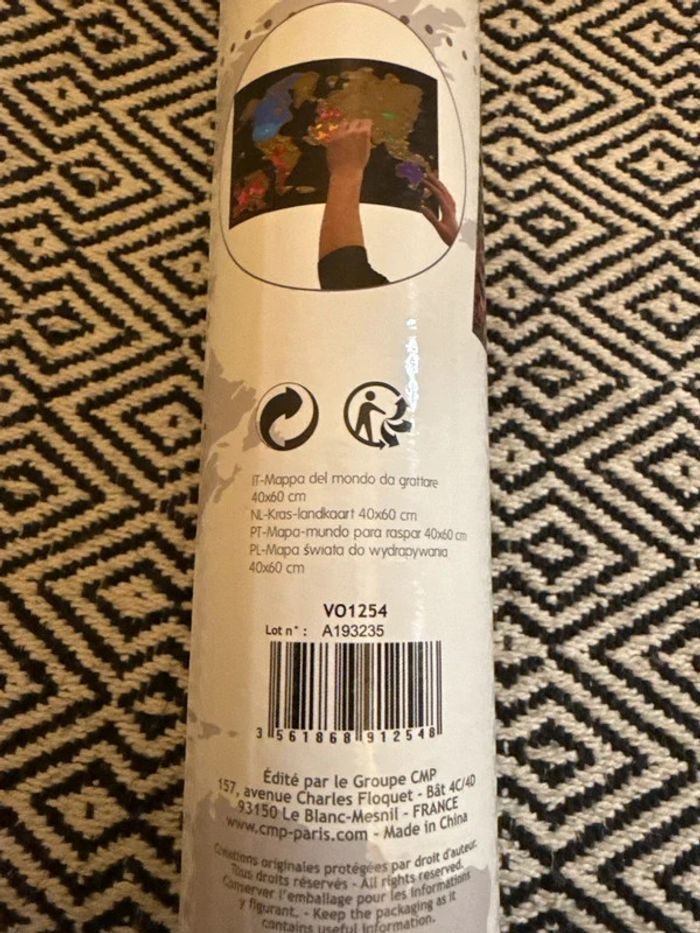 IT-Mappa del mondo da grattare
40x60 cm
NL-Kras-landkaart 40x60 cm
PT-Mapa-mundo para raspar 40x60 cm
PL-Mapa świata do wydrapywania
40x60 cm
VO1254
Lot n° : A193235
3 561868 912548
Édité par le Groupe CMP
157, avenue Charles Floquet - Bât 4C/4D
93150 Le Blanc-Mesnil - FRANCE
www.cmp-paris.com - Made in China
Créations originales protégées par droit d'auteur.
Tous droits réservés - All rights reserved.
Conserver l'emballage pour les informations
y figurant. - Keep the packaging as it
contains useful information.